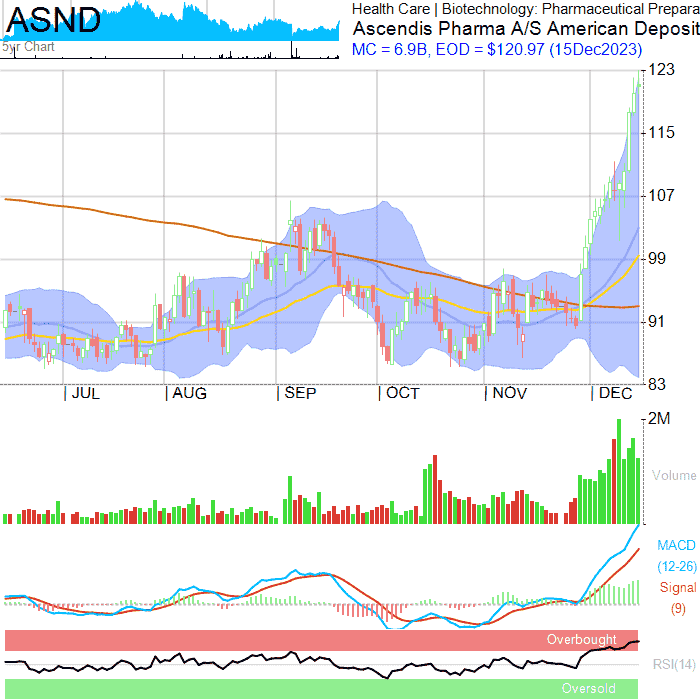 ASND
Health Care | Biotechnology: Pharmaceutical Prepara
Ascendis Pharma A/S American Deposit
MC = 6.9B, EOD = $120.97 (15Dec2023)
5yr Chart
123
115
107
99
91
83
JUL
AUG
SEP
OCT
NOV
DEC
2M
Volume
MACD
(12-26)
Signal
(9)
Overbought
RSI(14)
Oversold